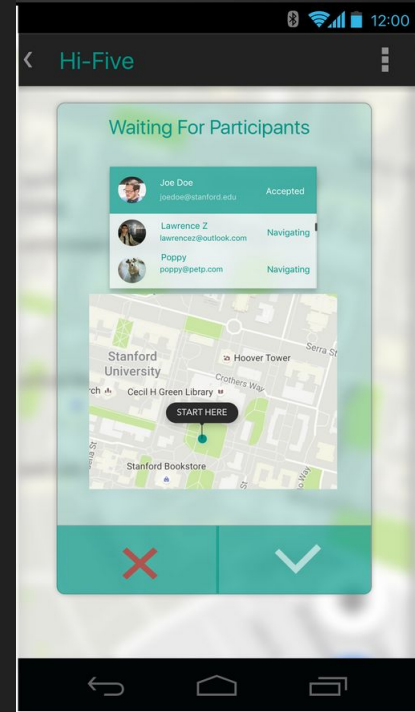 12:00
Hi-Five
Waiting For Participants
Joe Doe
joedoe@stanford.edu
Accepted
Lawrence Z
lawrencez@outlook.com
Navigating
Poppy
poppy@petp.com
Navigating
Serra St
Stanford
University
Hoover Tower
Crothers Way
rch
Cecil H Green Library
START HERE
Stanford Bookstore